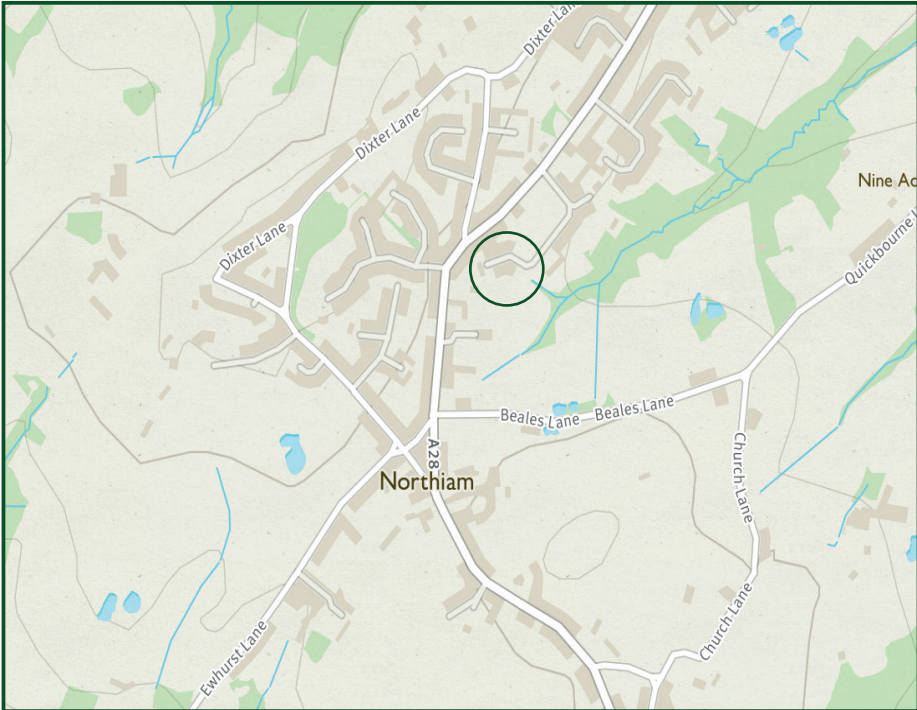 Dixter Lan
Dixter Lane
Nine Ac
Dixter Lane
Quickbourne
Beales Lane
Beales Lane
A28
Church Lane
Northiam
Church Lane
Ewhurst Lane